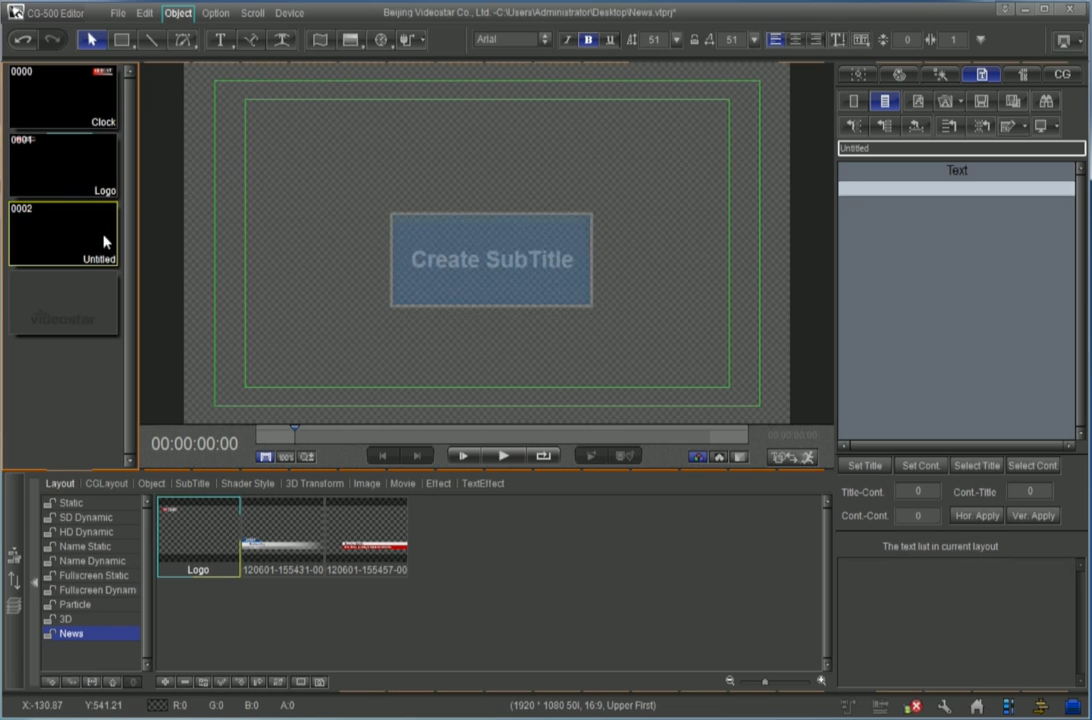 CG-500 Editor
File Edit Object Option Scroll Device
Beijing Videostar Co., Ltd. -C:\Users\Administrator\Desktop\News.vtprj*
Arial
B
U
51
51
T
0
1
CG
0000
Clock
0001
Logo
0002
Untitled
videostar
Create SubTitle
Untitled
Text
00:00:00:00
100%
00:00:00:00
Set Title Set Cont. Select Title Select Cont
Title-Cont. 0 Cont.-Title 0
Cont.-Cont. 0 Hor. Apply Ver. Apply
The text list in current layout
Layout CGLayout Object SubTitle Shader Style 3D Transform Image Movie Effect TextEffect
Static
SD Dynamic
HD Dynamic
Name Static
Name Dynamic
Fullscreen Static
Fullscreen Dynam
Particle
3D
News
Logo
120601-155431-00
120601-155457-00
X:-130.87 Y:541.21 R:0 G:0 B:0 A:0
(1920 * 1080 50i, 16:9, Upper First)